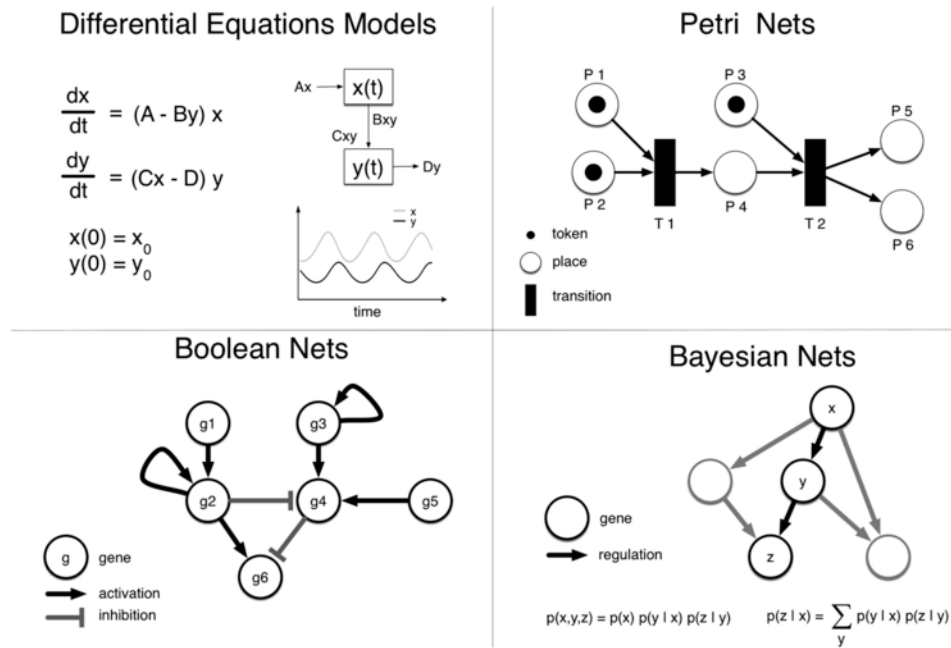 Differential Equations Models
dx/dt = (A - By) x
dy/dt = (Cx - D) y
x(0) = x₀
y(0) = y₀
Ax
x(t)
Bxy
Cxy
y(t)
Dy
x
y
time
Petri Nets
P 1
P 3
P 5
P 2
T 1
P 4
T 2
P 6
token
place
transition
Boolean Nets
g1
g3
g2
g4
g5
g6
g
gene
activation
inhibition
Bayesian Nets
x
y
z
gene
regulation
p(x,y,z) = p(x) p(y I x) p(z I y)
p(z I x) = ∑ p(y I x) p(z I y)
y